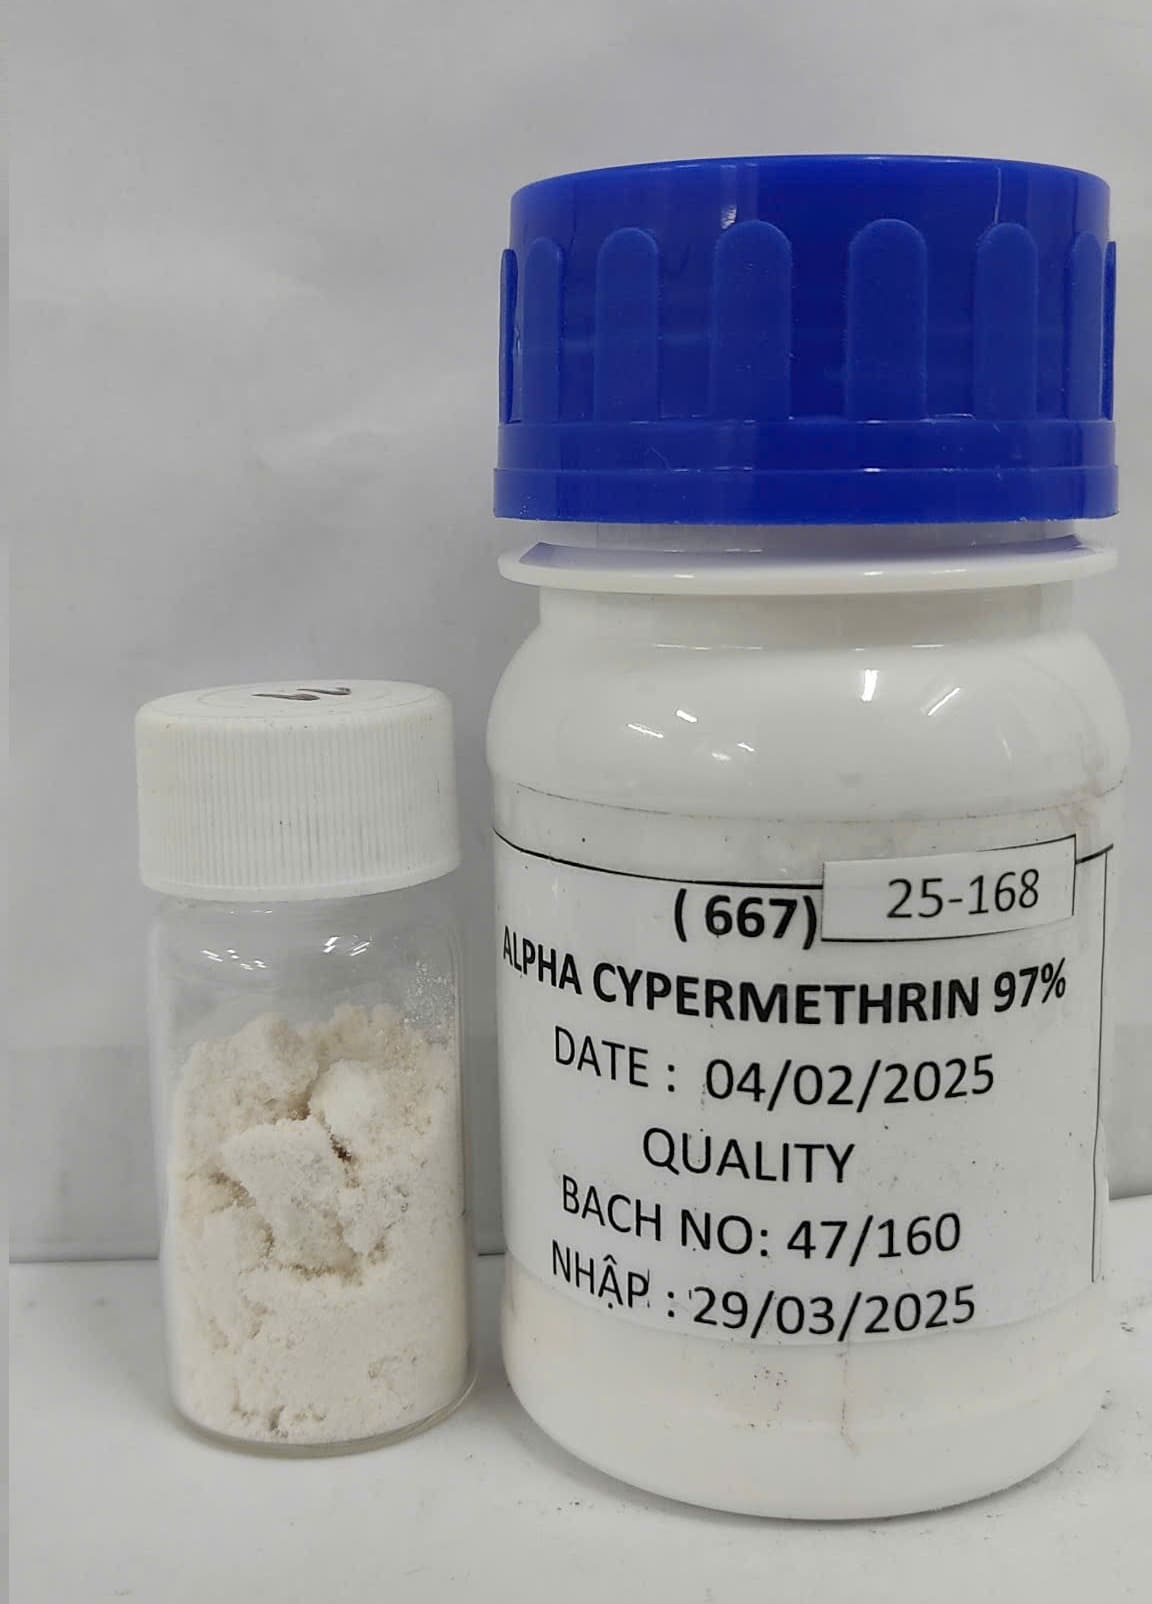 25-168
( 667)
ALPHA CYPERMETHRIN 97%
DATE : 04/02/2025
QUALITY
BACH NO: 47/160
NHẬP : 29/03/2025